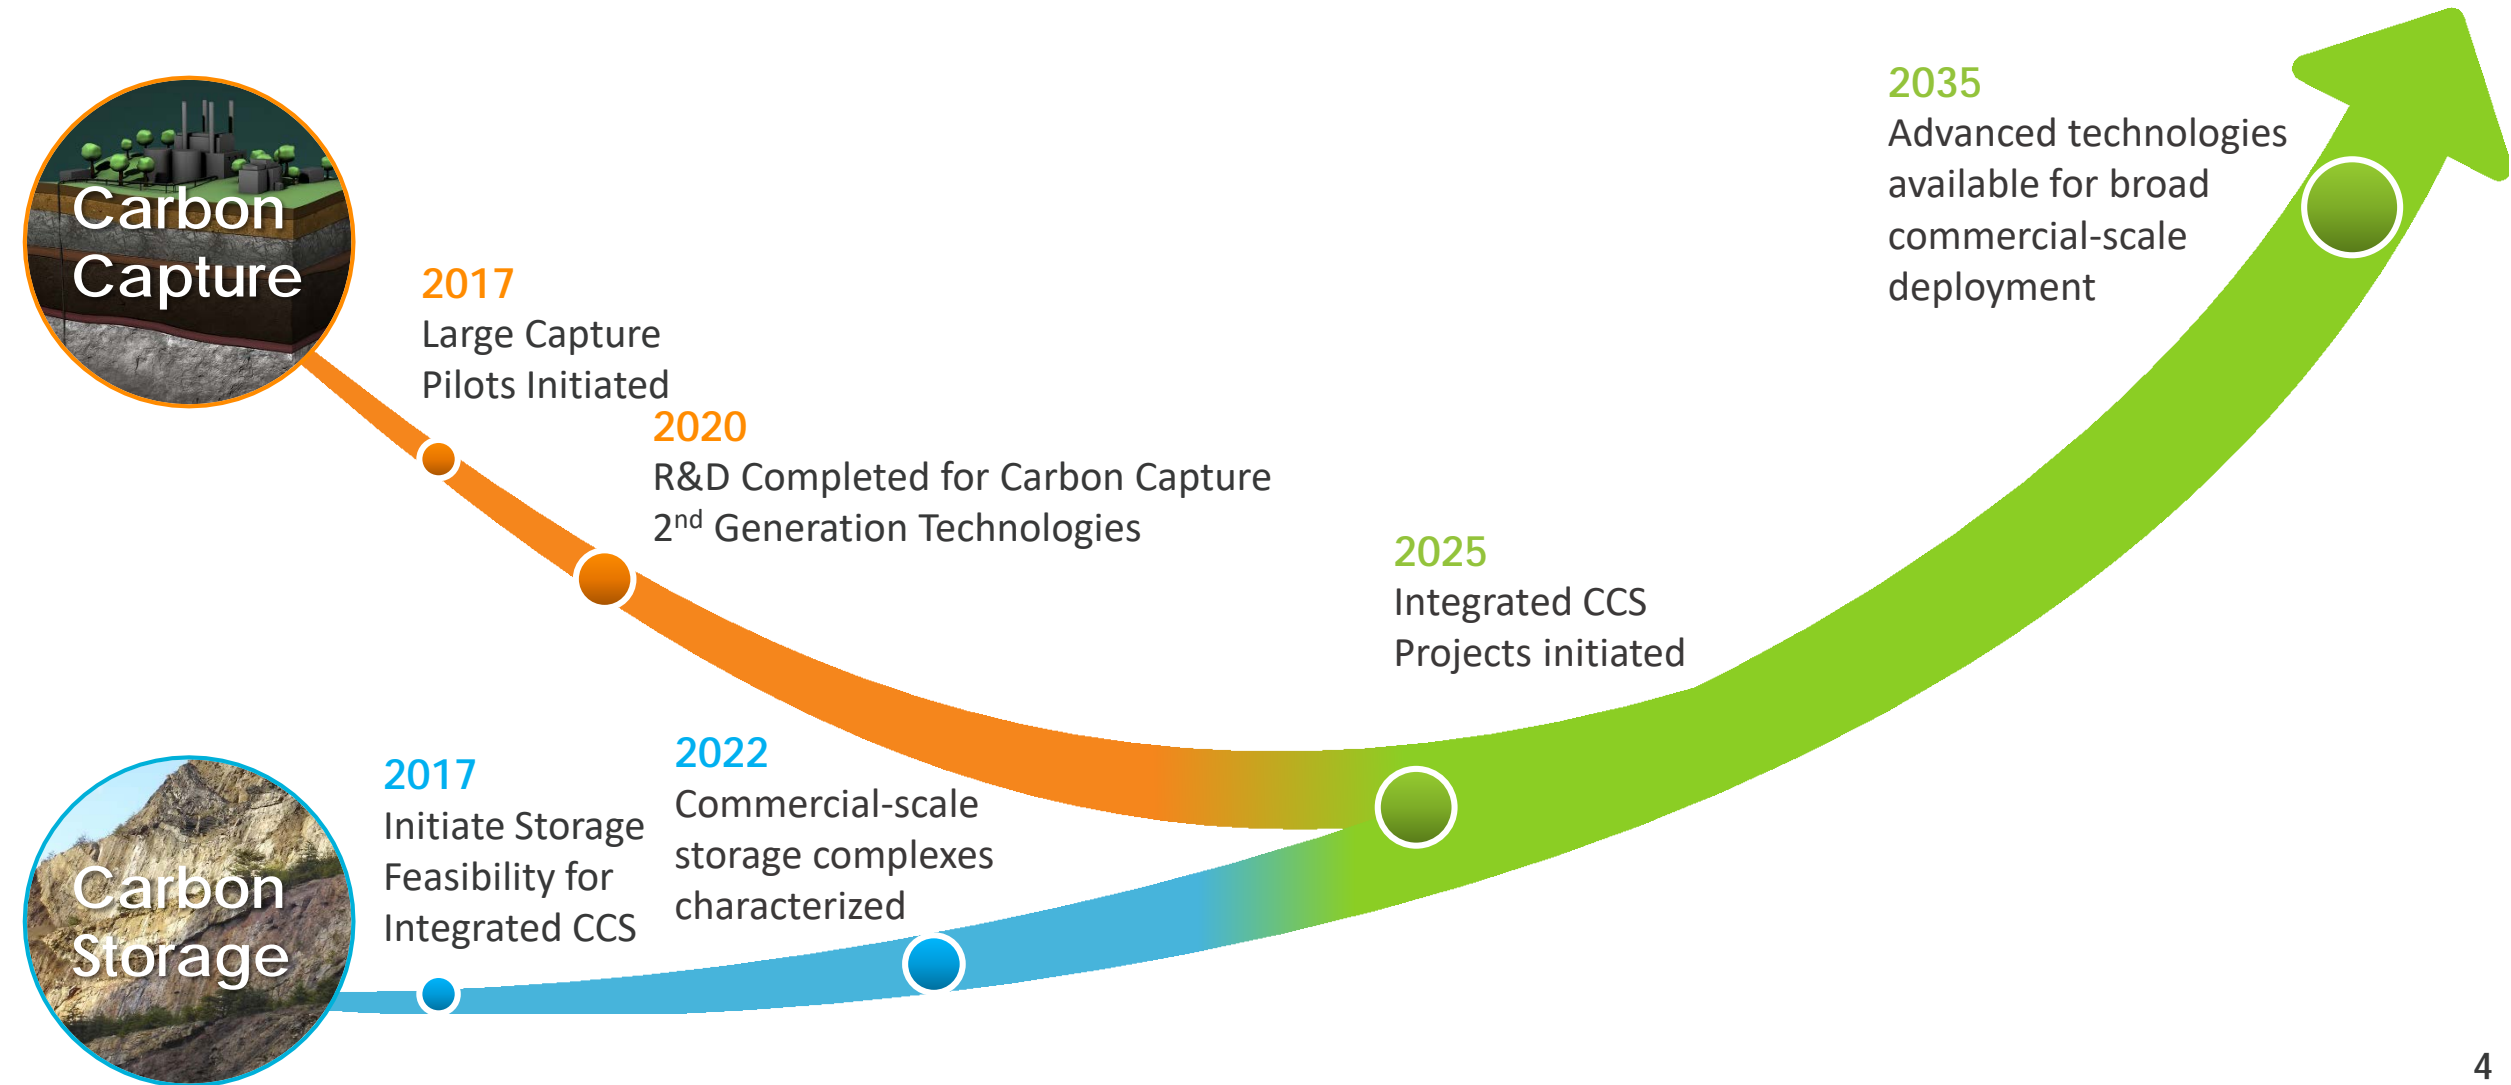 Carbon
Capture
2017
Large Capture
Pilots Initiated
2020
R&D Completed for Carbon Capture
2nd Generation Technologies
2035
Advanced technologies
available for broad
commercial-scale
deployment
2025
Integrated CCS
Projects initiated
Carbon
Storage
2017
Initiate Storage
Feasibility for
Integrated CCS
2022
Commercial-scale
storage complexes
characterized
4